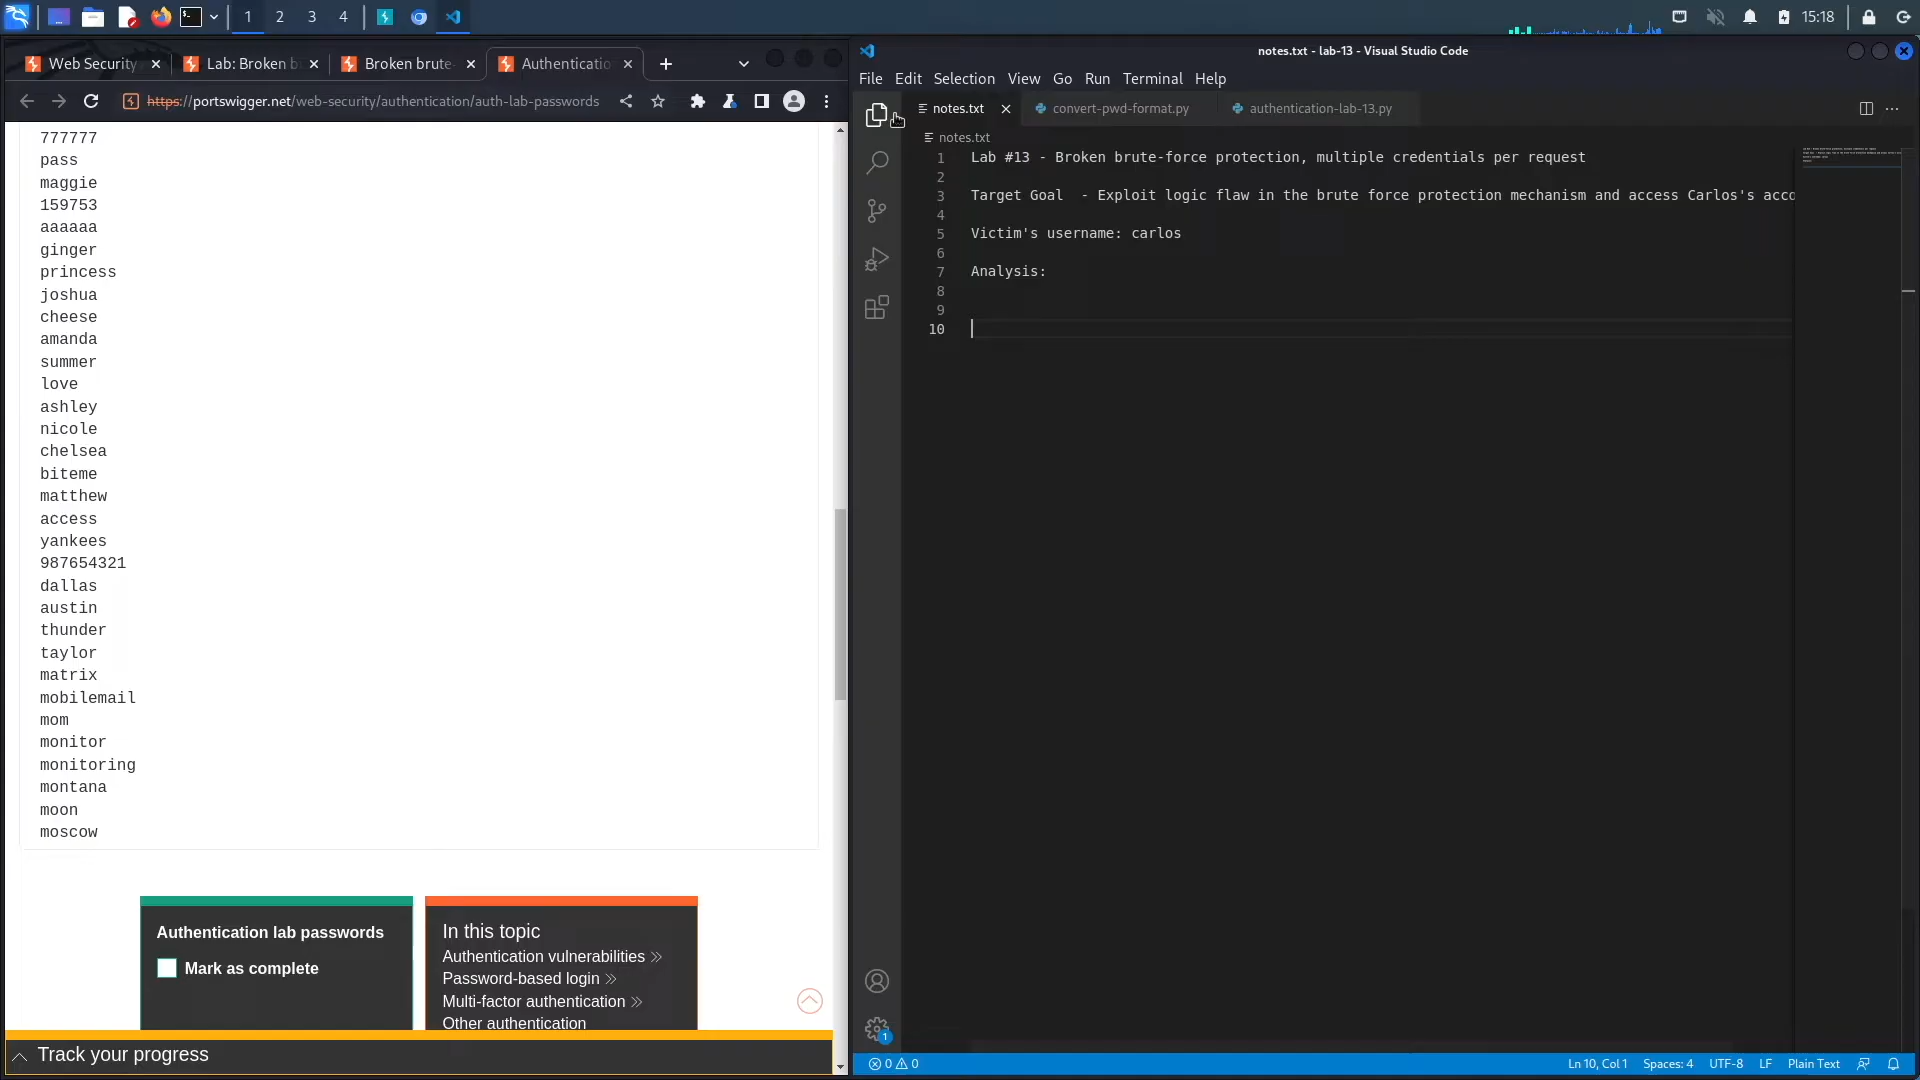 1 2 3 4
15:18
Web Security
Lab: Broken b
Broken brute-
Authenticatio
https://portswigger.net/web-security/authentication/auth-lab-passwords
777777
pass
maggie
159753
aaaaaa
ginger
princess
joshua
cheese
amanda
summer
love
ashley
nicole
chelsea
biteme
matthew
access
yankees
987654321
dallas
austin
thunder
taylor
matrix
mobilemail
mom
monitor
monitoring
montana
moon
moscow
Authentication lab passwords
Mark as complete
In this topic
Authentication vulnerabilities
Password-based login
Multi-factor authentication
Other authentication
Track your progress
notes.txt - lab-13 - Visual Studio Code
File Edit Selection View Go Run Terminal Help
notes.txt
convert-pwd-format.py
authentication-lab-13.py
notes.txt
1 Lab #13 - Broken brute-force protection, multiple credentials per request
2
3 Target Goal  - Exploit logic flaw in the brute force protection mechanism and access Carlos's acco
4
5 Victim's username: carlos
6
7 Analysis:
8
9
10
1
0 0
Ln 10, Col 1
Spaces: 4
UTF-8
LF
Plain Text